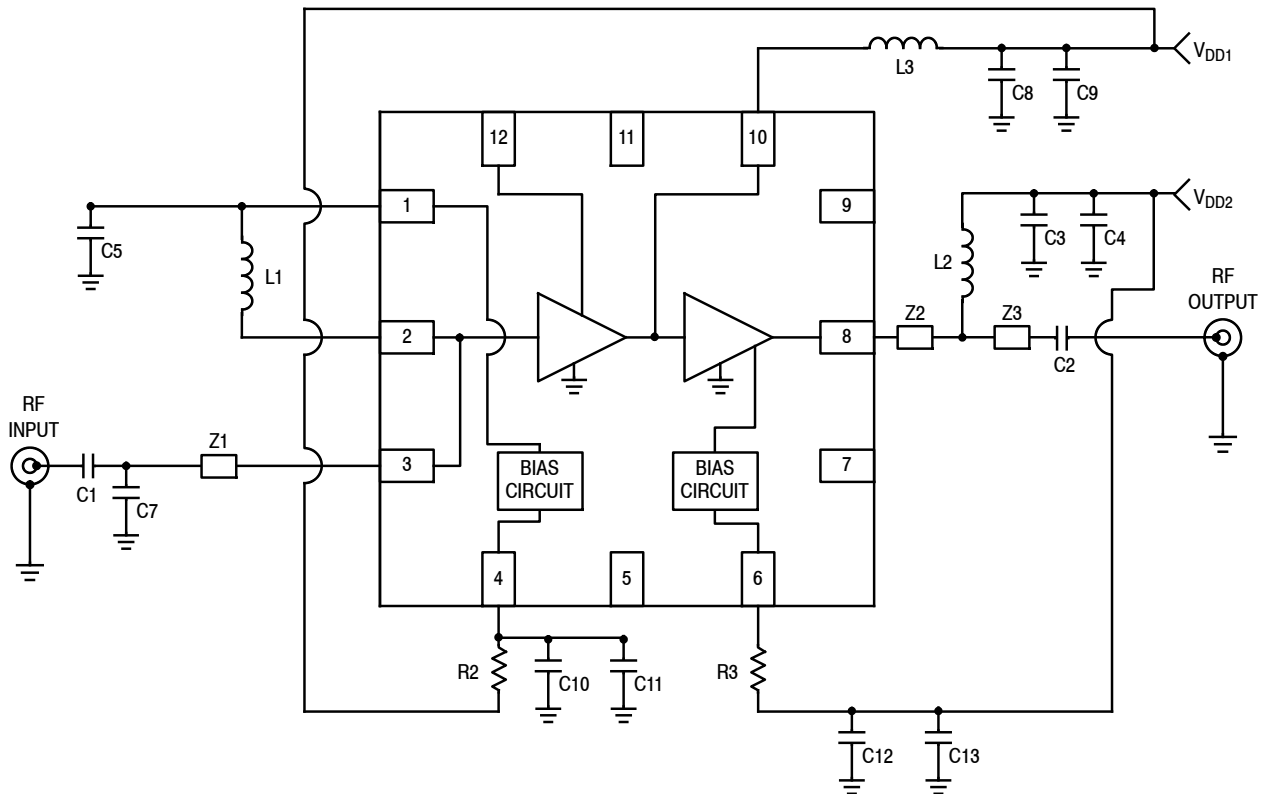 L3
V_DD1
C8
C9
12
11
10
1
9
V_DD2
C5
L1
C3
C4
L2
RF
OUTPUT
2
8
Z2
Z3
C2
RF
INPUT
Z1
3
7
C1
C7
BIAS
CIRCUIT
BIAS
CIRCUIT
4
5
6
R2
C10
C11
R3
C12
C13